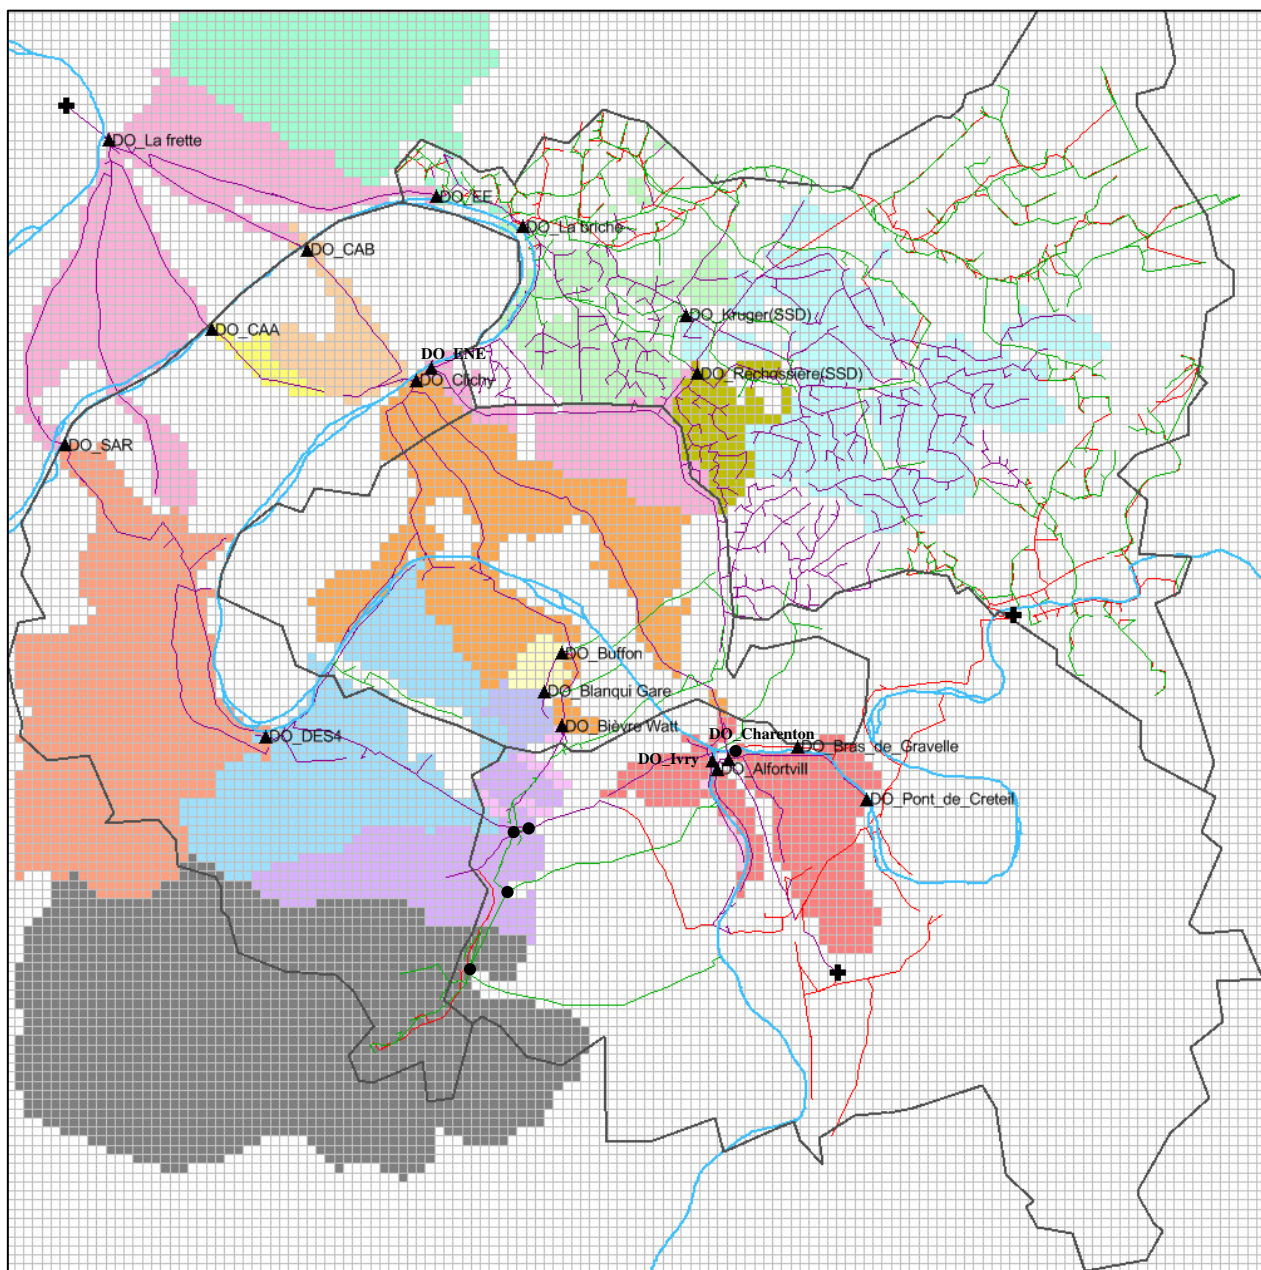 DO_La frette
DO_EE
DO_La briche
DO_CAB
DO_Kruger(SSD)
DO_CAA
DO_ENE
DO_Clichy
DO_Rechossière(SSD)
DO_SAR
DO_Buffon
DO_Blanqui Gare
DO_Bièvre Watt
DO_DES4
DO_Charenton
DO_Bras_de_Gravelle
DO_Ivry
DO_Alfortvill
DO_Pont_de_Creteil